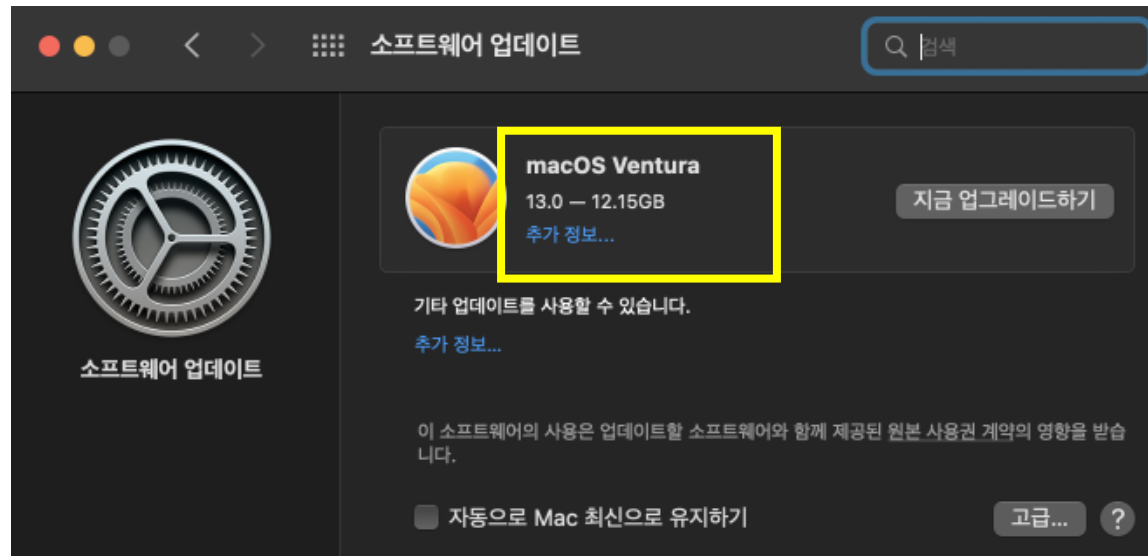 소프트웨어 업데이트
검색
macOS Ventura
13.0 — 12.15GB
추가 정보...
지금 업그레이드하기
기타 업데이트를 사용할 수 있습니다.
추가 정보...
소프트웨어 업데이트
이 소프트웨어의 사용은 업데이트할 소프트웨어와 함께 제공된 원본 사용권 계약의 영향을 받습
니다.
자동으로 Mac 최신으로 유지하기
고급...
?